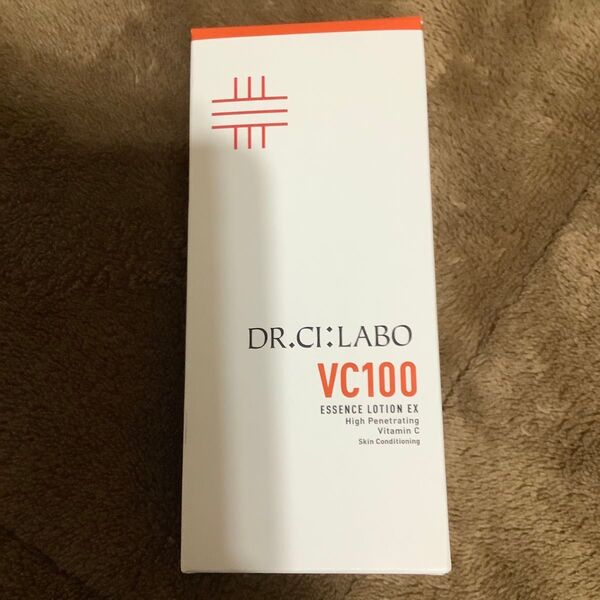 DR.CI:LABO
VC100
ESSENCE LOTION EX
High Penetrating
Vitamin C
Skin Conditioning